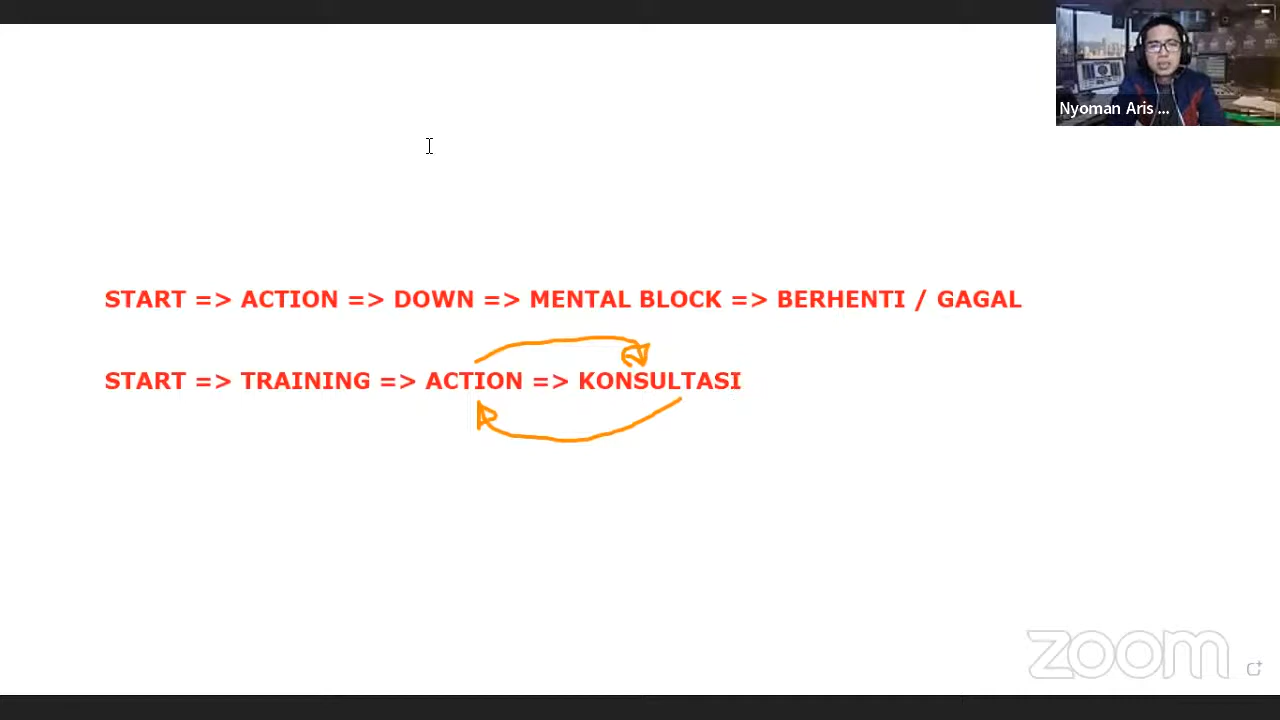 Nyoman Aris ...
START => ACTION => DOWN => MENTAL BLOCK => BERHENTI / GAGAL
START => TRAINING => ACTION => KONSULTASI
zoom